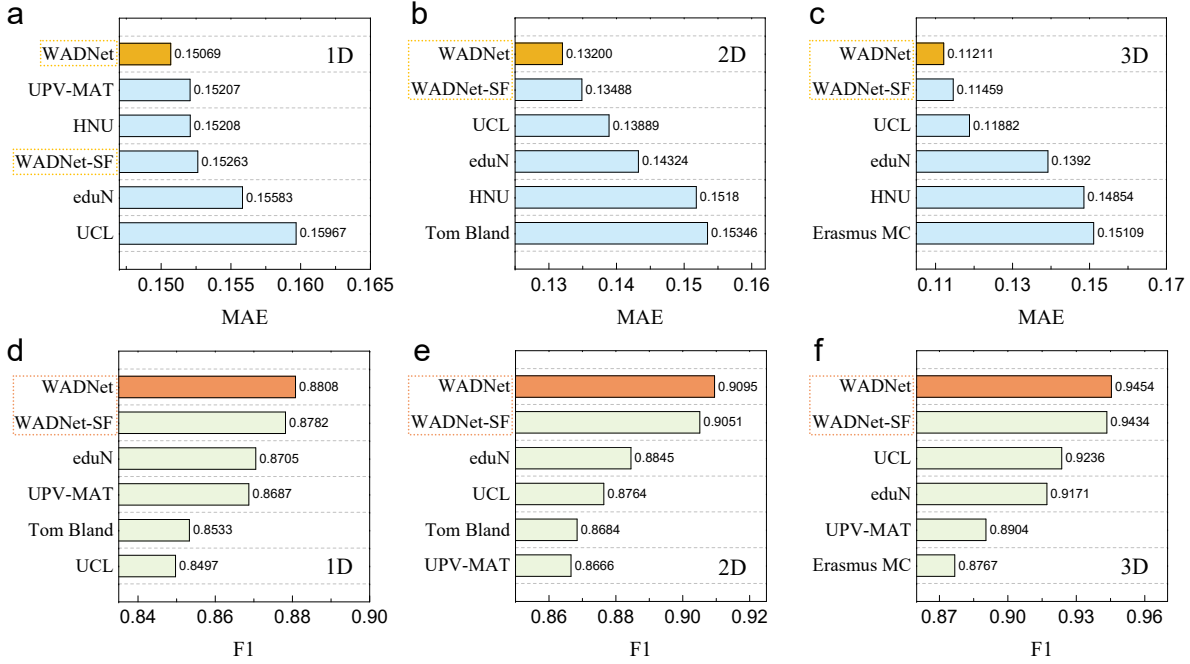 a
1D
WADNet 0.15069
UPV-MAT 0.15207
HNU 0.15208
WADNet-SF 0.15263
eduN 0.15583
UCL 0.15967
0.150 0.155 0.160 0.165
MAE
b
2D
WADNet 0.13200
WADNet-SF 0.13488
UCL 0.13889
eduN 0.14324
HNU 0.1518
Tom Bland 0.15346
0.13 0.14 0.15 0.16
MAE
c
3D
WADNet 0.11211
WADNet-SF 0.11459
UCL 0.11882
eduN 0.1392
HNU 0.14854
Erasmus MC 0.15109
0.11 0.13 0.15 0.17
MAE
d
WADNet 0.8808
WADNet-SF 0.8782
eduN 0.8705
UPV-MAT 0.8687
Tom Bland 0.8533
UCL 0.8497
1D
0.84 0.86 0.88 0.90
F1
e
WADNet 0.9095
WADNet-SF 0.9051
eduN 0.8845
UCL 0.8764
Tom Bland 0.8684
UPV-MAT 0.8666
2D
0.86 0.88 0.90 0.92
F1
f
WADNet 0.9454
WADNet-SF 0.9434
UCL 0.9236
eduN 0.9171
UPV-MAT 0.8904
Erasmus MC 0.8767
3D
0.87 0.90 0.93 0.96
F1